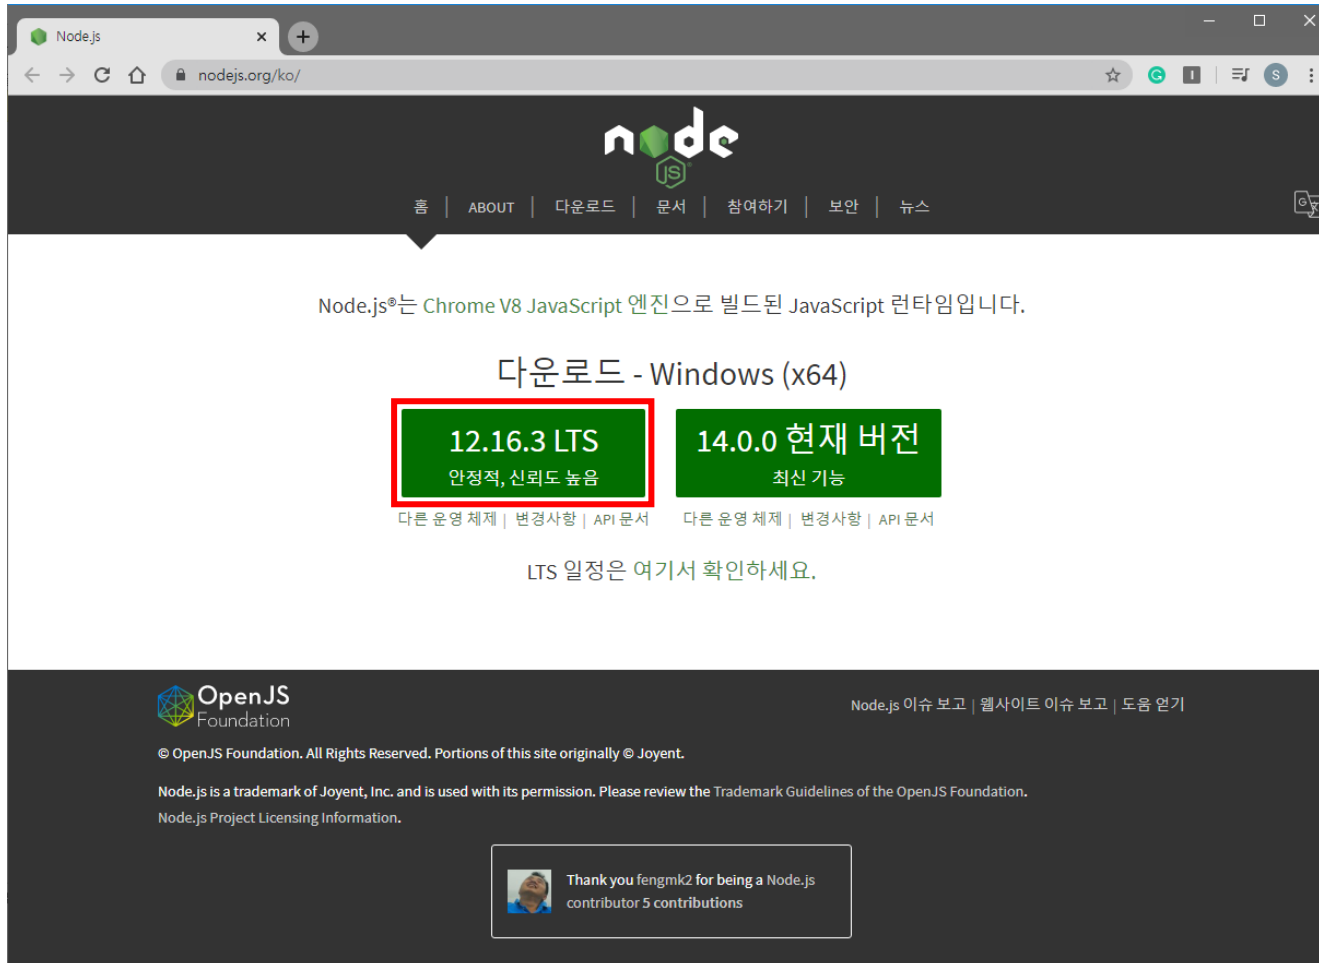 Node.js
nodejs.org/ko/
node
JS
홈 | ABOUT | 다운로드 | 문서 | 참여하기 | 보안 | 뉴스
Node.js®는 Chrome V8 JavaScript 엔진으로 빌드된 JavaScript 런타임입니다.
다운로드 - Windows (x64)
12.16.3 LTS
안정적, 신뢰도 높음
14.0.0 현재 버전
최신 기능
다른 운영 체제 | 변경사항 | API 문서
다른 운영 체제 | 변경사항 | API 문서
LTS 일정은 여기서 확인하세요.
OpenJS
Foundation
Node.js 이슈 보고 | 웹사이트 이슈 보고 | 도움 얻기
© OpenJS Foundation. All Rights Reserved. Portions of this site originally © Joyent.
Node.js is a trademark of Joyent, Inc. and is used with its permission. Please review the Trademark Guidelines of the OpenJS Foundation.
Node.js Project Licensing Information.
Thank you fengmk2 for being a Node.js
contributor 5 contributions